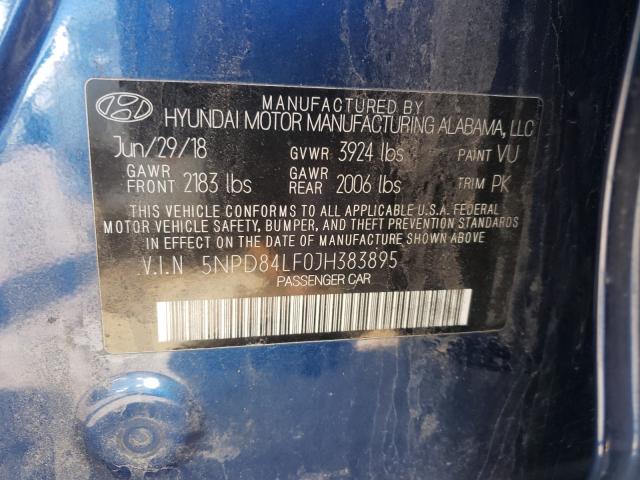 MANUFACTURED BY
HYUNDAI MOTOR MANUFACTURING ALABAMA, LLC
Jun/29/18 GVWR 3924 lbs PAINT VU
GAWR FRONT 2183 lbs GAWR REAR 2006 lbs TRIM PK
THIS VEHICLE CONFORMS TO ALL APPLICABLE U.S.A. FEDERAL
MOTOR VEHICLE SAFETY, BUMPER, AND THEFT PREVENTION STANDARDS
IN EFFECT ON THE DATE OF MANUFACTURE SHOWN ABOVE.
V.I.N 5NPD84LF0JH383895
PASSENGER CAR